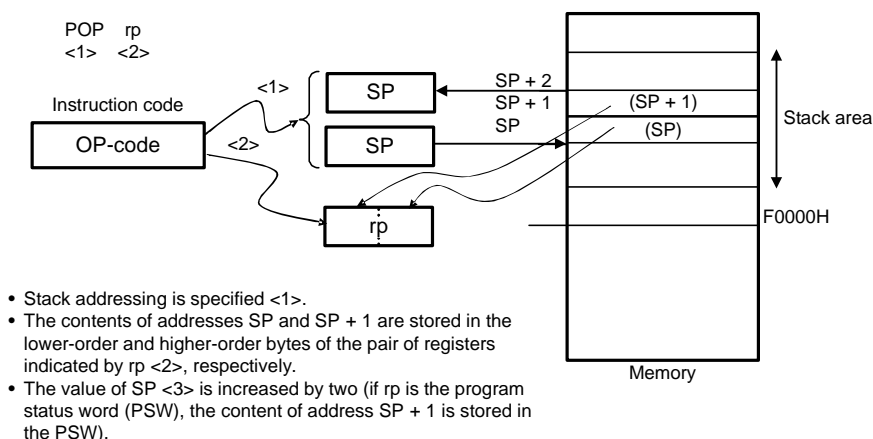 POP rp
<1> <2>
<1>
SP
SP + 2
SP + 1
SP
(SP + 1)
(SP)
Stack area
Instruction code
OP-code
<2>
SP
rp
F0000H
Memory
• Stack addressing is specified <1>.
• The contents of addresses SP and SP + 1 are stored in the
lower-order and higher-order bytes of the pair of registers
indicated by rp <2>, respectively.
• The value of SP <3> is increased by two (if rp is the program
status word (PSW), the content of address SP + 1 is stored in
the PSW).